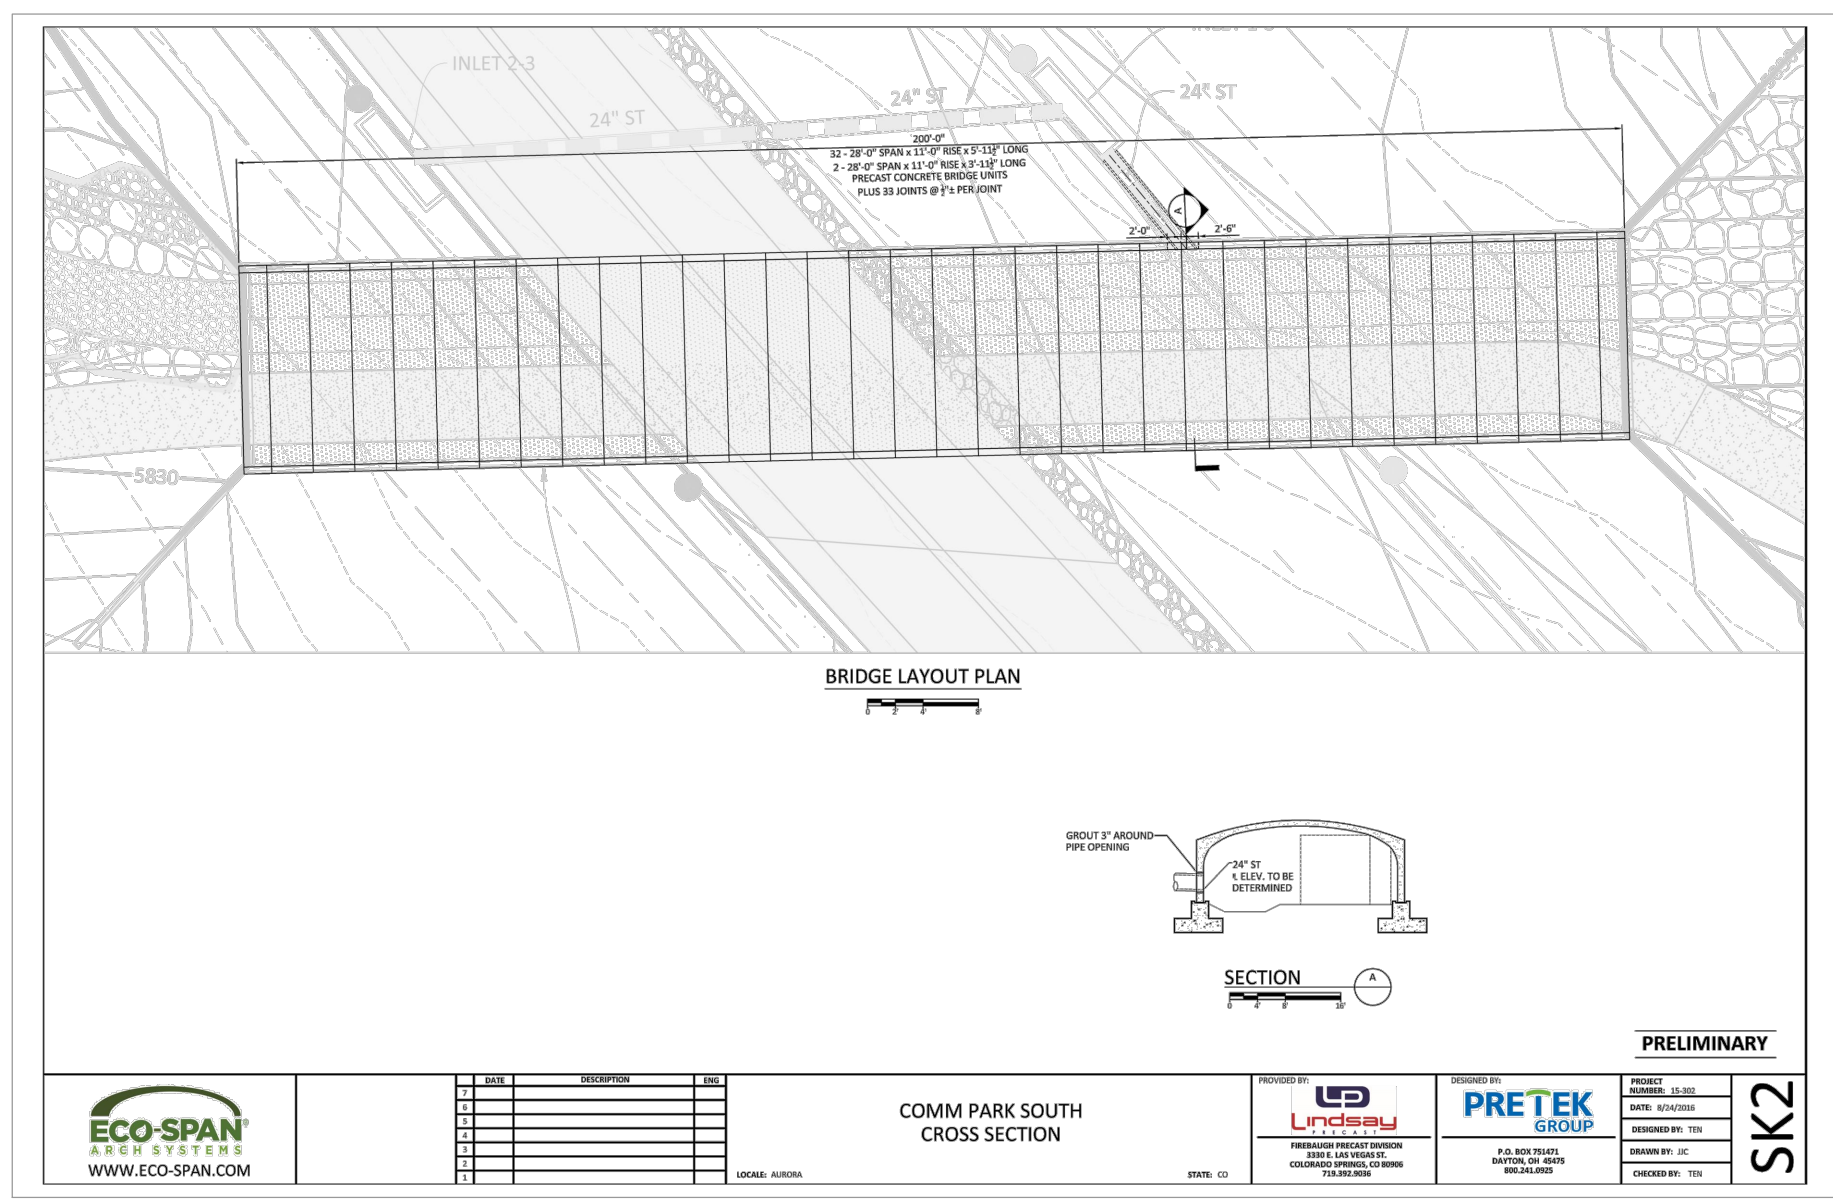 INLET 2-3
24" ST
24" ST
24" ST
200'-0"
32 - 28'-0" SPAN x 11'-0" RISE x 5'-11½" LONG
2 - 28'-0" SPAN x 11'-0" RISE x 3'-11½" LONG
PRECAST CONCRETE BRIDGE UNITS
PLUS 33 JOINTS @ ½"± PER JOINT
A
2'-0"
2'-6"
5830
BRIDGE LAYOUT PLAN
0 2' 4' 8'
GROUT 3" AROUND
PIPE OPENING
24" ST
℄ ELEV. TO BE
DETERMINED
SECTION
A
0 4' 8' 16'
PRELIMINARY
ECO-SPAN®
ARCH SYSTEMS
WWW.ECO-SPAN.COM
DATE DESCRIPTION ENG
7
6
5
4
3
2
1
COMM PARK SOUTH
CROSS SECTION
LOCALE: AURORA
STATE: CO
PROVIDED BY:
LP
Lindsay
PRECAST
FIREBAUGH PRECAST DIVISION
3330 E. LAS VEGAS ST.
COLORADO SPRINGS, CO 80906
719.392.9036
DESIGNED BY:
PRETEK
GROUP
P.O. BOX 751471
DAYTON, OH 45475
800.241.0925
PROJECT
NUMBER: 15-302
DATE: 8/24/2016
DESIGNED BY: TEN
DRAWN BY: JJC
CHECKED BY: TEN
SK2